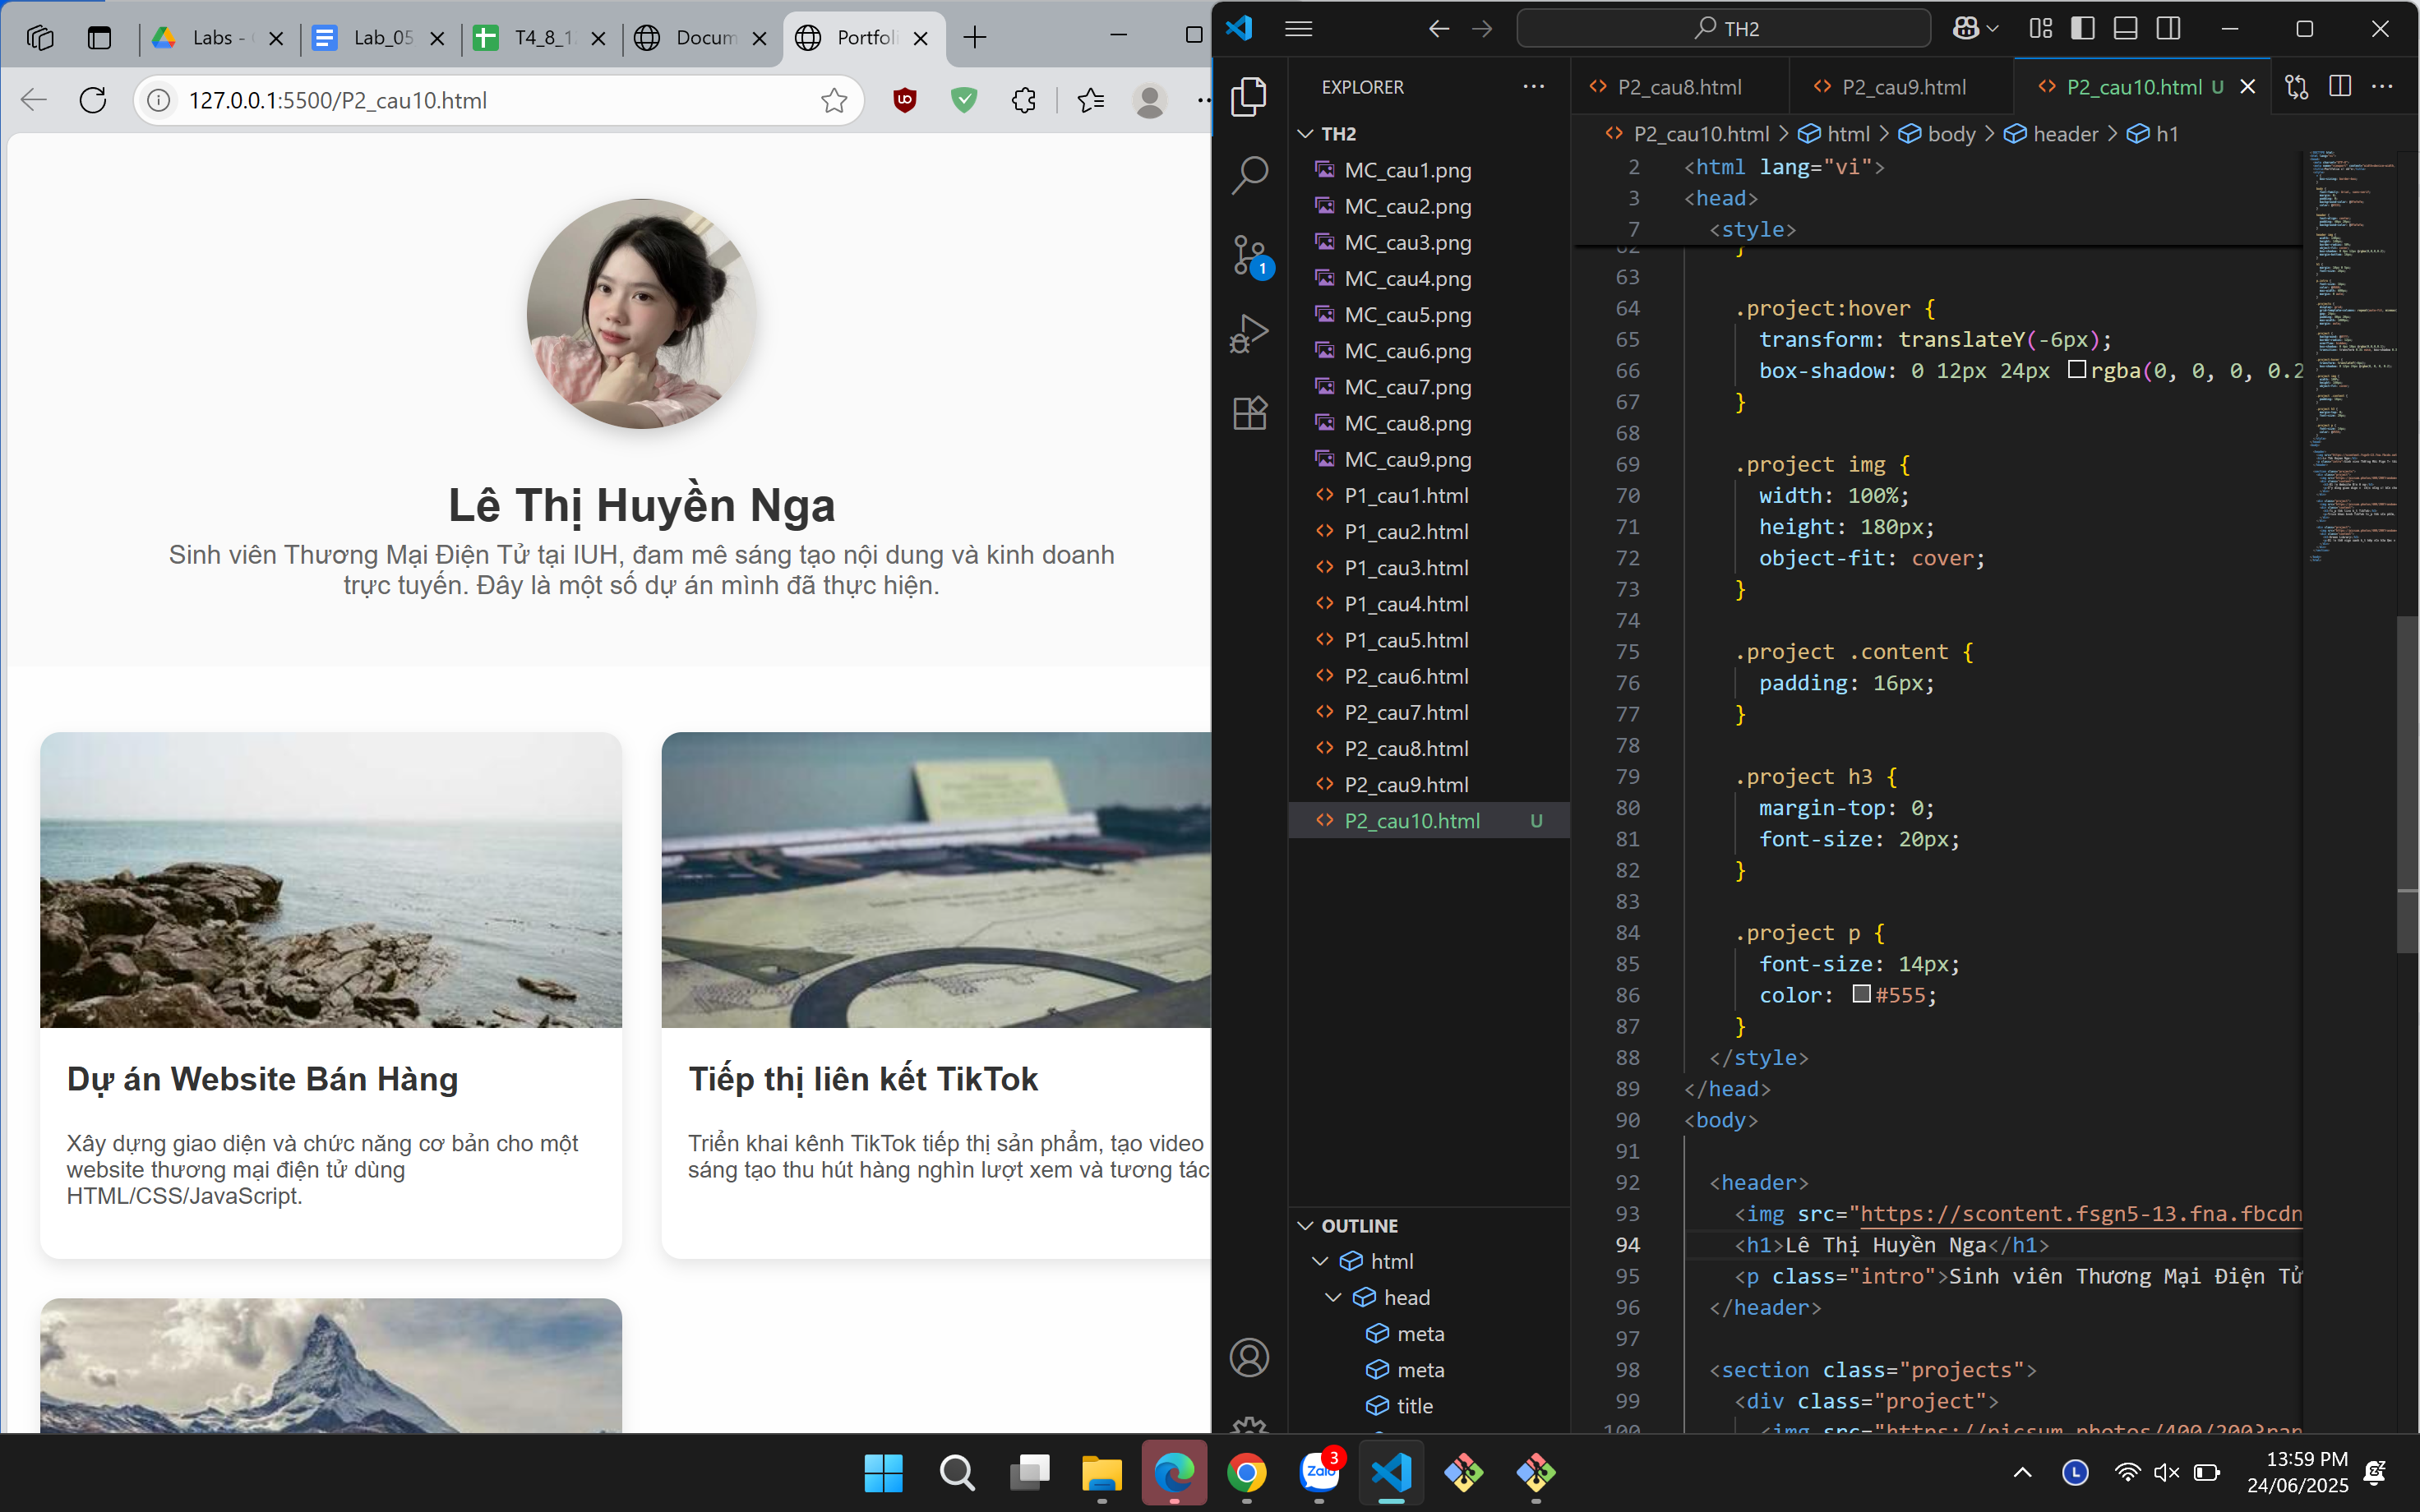 Labs -
Lab_05
T4_8_1
Docum
Portfoli
127.0.0.1:5500/P2_cau10.html
Lê Thị Huyền Nga
Sinh viên Thương Mại Điện Tử tại IUH, đam mê sáng tạo nội dung và kinh doanh
trực tuyến. Đây là một số dự án mình đã thực hiện.
Dự án Website Bán Hàng
Xây dựng giao diện và chức năng cơ bản cho một
website thương mại điện tử dùng
HTML/CSS/JavaScript.
Tiếp thị liên kết TikTok
Triển khai kênh TikTok tiếp thị sản phẩm, tạo video
sáng tạo thu hút hàng nghìn lượt xem và tương tác
TH2
EXPLORER
TH2
MC_cau1.png
MC_cau2.png
MC_cau3.png
MC_cau4.png
MC_cau5.png
MC_cau6.png
MC_cau7.png
MC_cau8.png
MC_cau9.png
P1_cau1.html
P1_cau2.html
P1_cau3.html
P1_cau4.html
P1_cau5.html
P2_cau6.html
P2_cau7.html
P2_cau8.html
P2_cau9.html
P2_cau10.html U
OUTLINE
html
head
meta
meta
title
1
P2_cau8.html
P2_cau9.html
P2_cau10.html U
P2_cau10.html > html > body > header > h1
2 <html lang="vi">
3 <head>
7 <style>
62 }
63
64 .project:hover {
65 transform: translateY(-6px);
66 box-shadow: 0 12px 24px rgba(0, 0, 0, 0.2
67 }
68
69 .project img {
70 width: 100%;
71 height: 180px;
72 object-fit: cover;
73 }
74
75 .project .content {
76 padding: 16px;
77 }
78
79 .project h3 {
80 margin-top: 0;
81 font-size: 20px;
82 }
83
84 .project p {
85 font-size: 14px;
86 color: #555;
87 }
88 </style>
89 </head>
90 <body>
91
92 <header>
93 <img src="https://scontent.fsgn5-13.fna.fbcdn
94 <h1>Lê Thị Huyền Nga</h1>
95 <p class="intro">Sinh viên Thương Mại Điện Tử
96 </header>
97
98 <section class="projects">
99 <div class="project">
100 <img src="https://picsum.photos/400/200?ran
Zalo
3
L
13:59 PM
24/06/2025